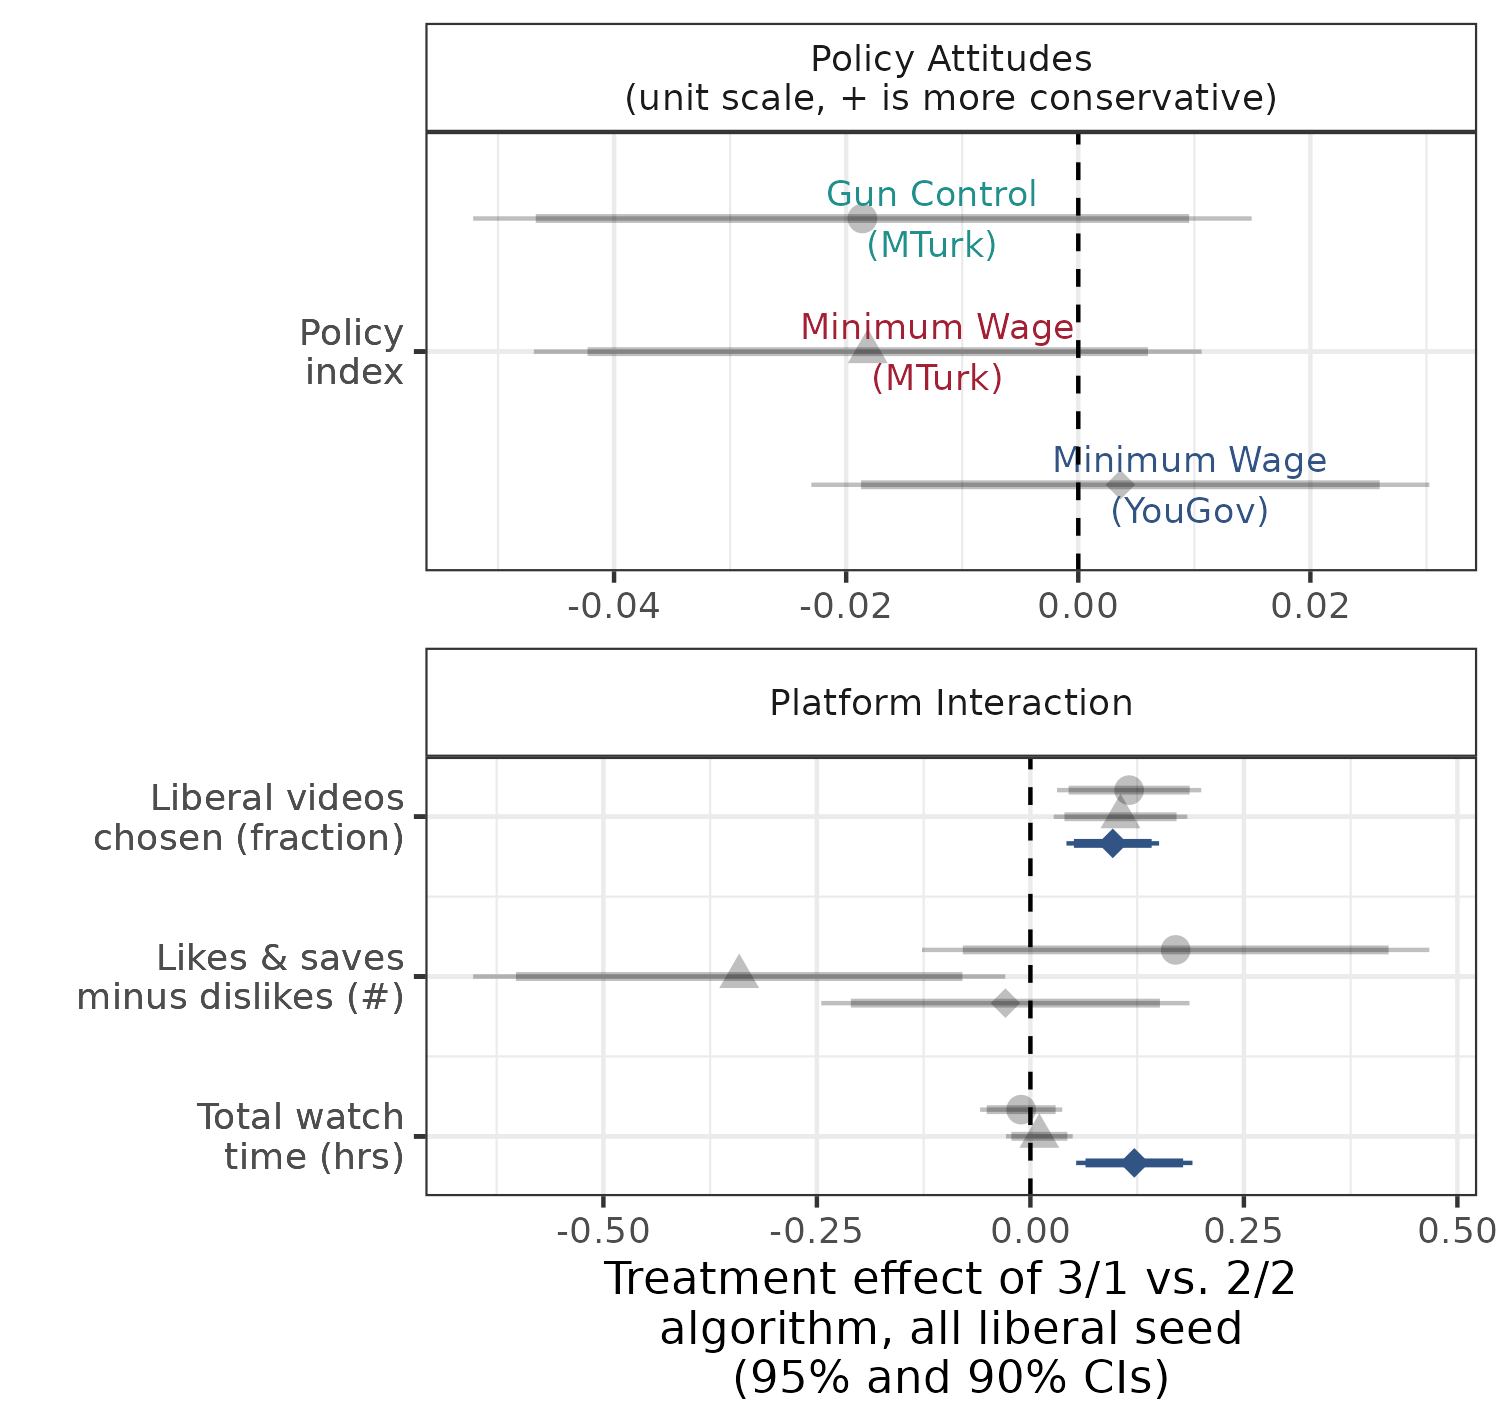 Policy Attitudes
(unit scale, + is more conservative)
Gun Control
(MTurk)
Policy
index
Minimum Wage
(MTurk)
Minimum Wage
(YouGov)
-0.04 -0.02 0.00 0.02
Platform Interaction
Liberal videos
chosen (fraction)
Likes & saves
minus dislikes (#)
Total watch
time (hrs)
-0.50 -0.25 0.00 0.25 0.50
Treatment effect of 3/1 vs. 2/2
algorithm, all liberal seed
(95% and 90% CIs)